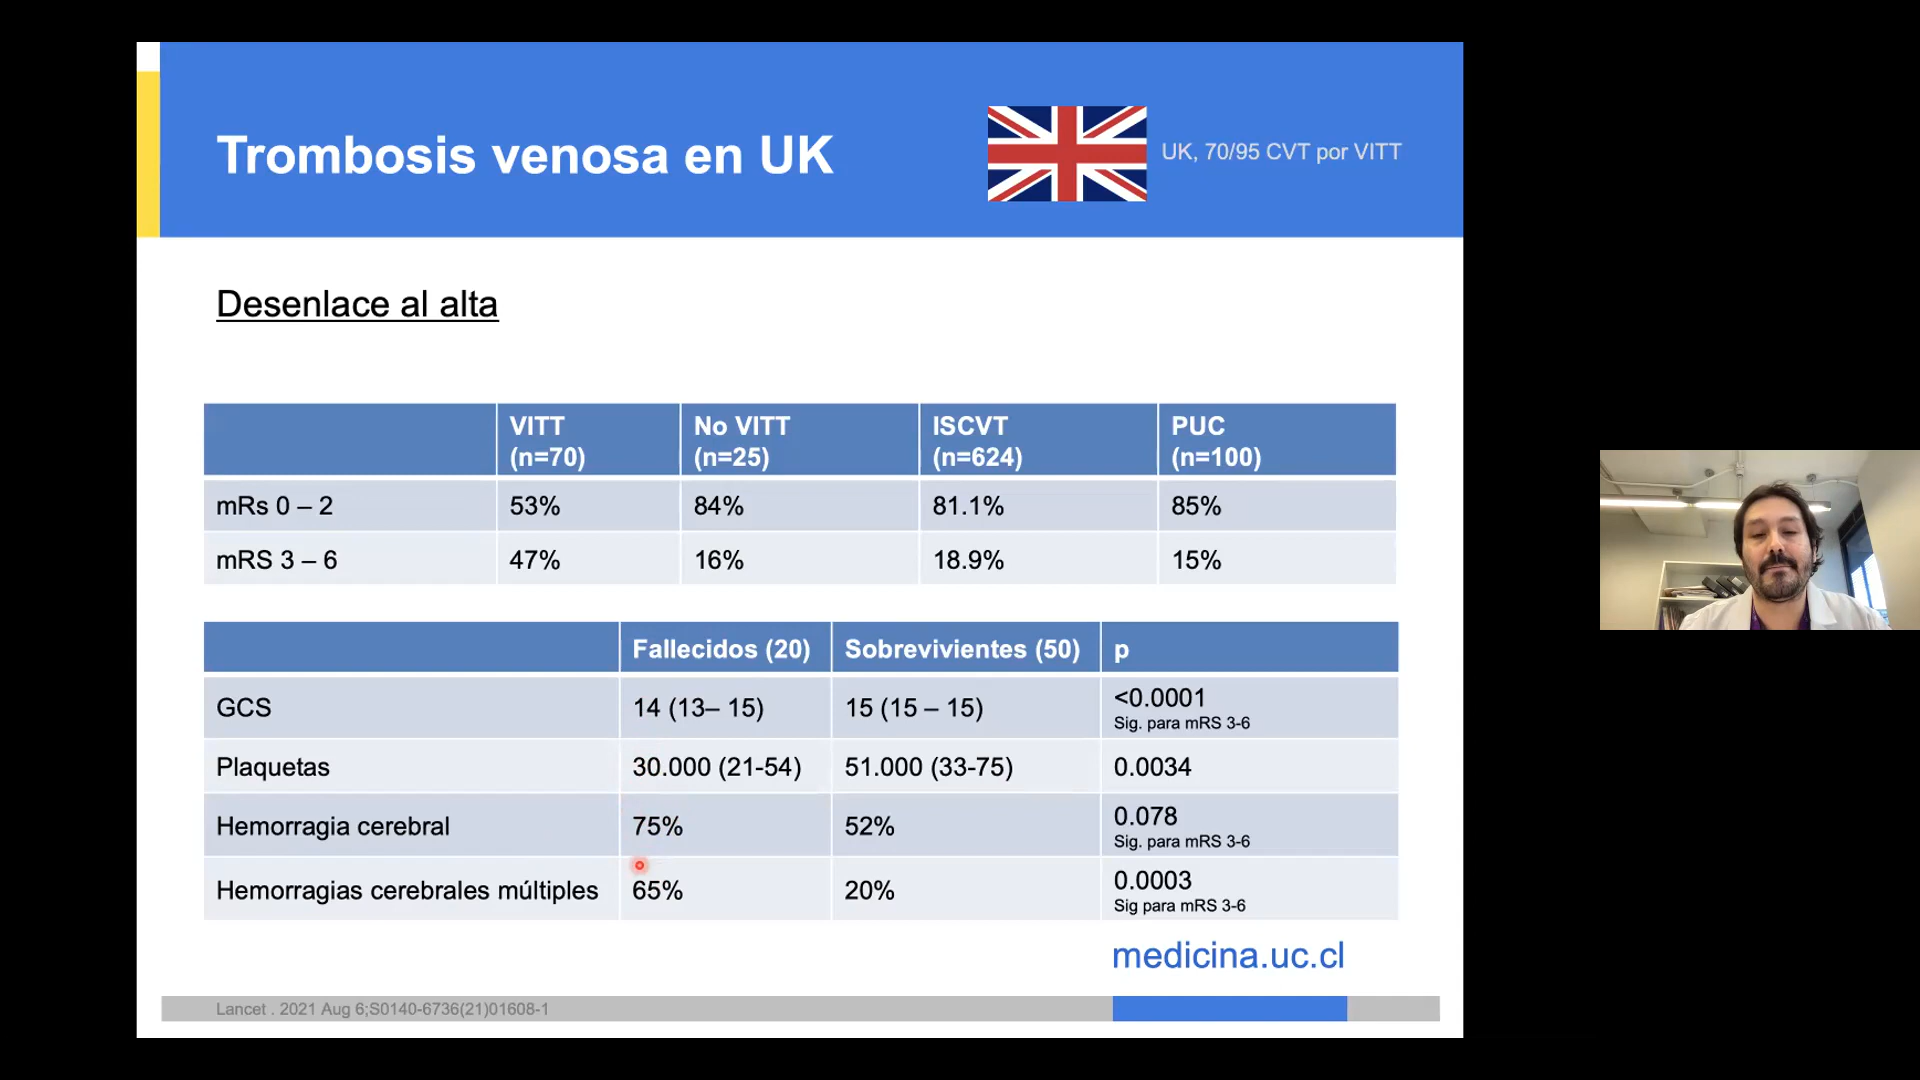 Trombosis venosa en UK
UK, 70/95 CVT por VITT
Desenlace al alta
VITT (n=70) No VITT (n=25) ISCVT (n=624) PUC (n=100)
mRs 0 – 2 53% 84% 81.1% 85%
mRS 3 – 6 47% 16% 18.9% 15%
Fallecidos (20) Sobrevivientes (50) p
GCS 14 (13– 15) 15 (15 – 15) <0.0001
Sig. para mRS 3-6
Plaquetas 30.000 (21-54) 51.000 (33-75) 0.0034
Hemorragia cerebral 75% 52% 0.078
Sig. para mRS 3-6
Hemorragias cerebrales múltiples 65% 20% 0.0003
Sig para mRS 3-6
medicina.uc.cl
Lancet . 2021 Aug 6;S0140-6736(21)01608-1